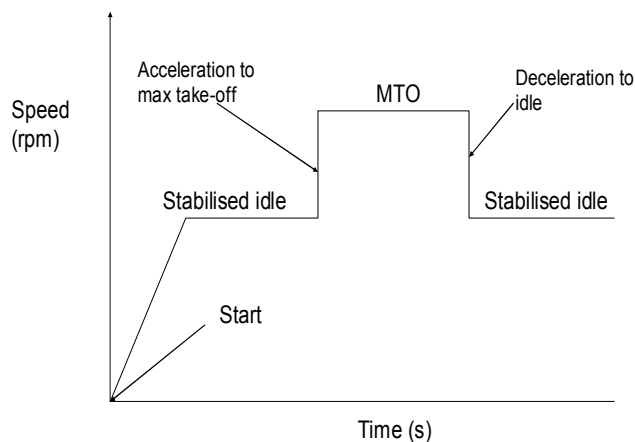 Acceleration to
max take-off
MTO
Deceleration to
idle
Speed
(rpm)
Stabilised idle
Stabilised idle
Start
Time (s)